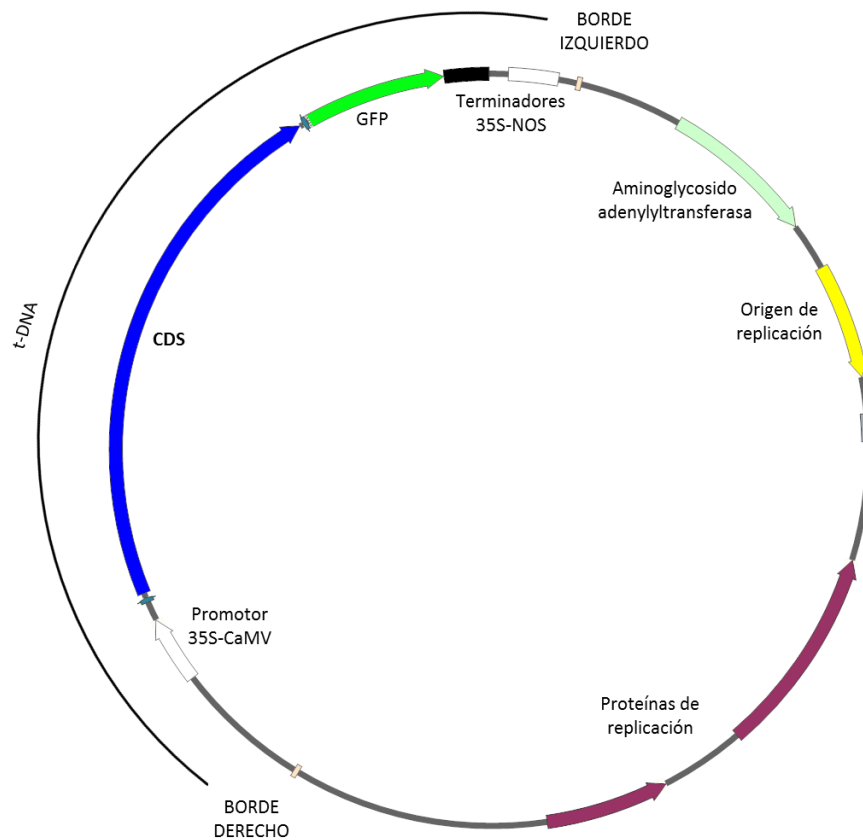 BORDE
IZQUIERDO
Terminadores
35S-NOS
GFP
Aminoglycosido
adenylyltransferasa
Origen de
replicación
t-DNA
CDS
Promotor
35S-CaMV
Proteínas de
replicación
BORDE
DERECHO